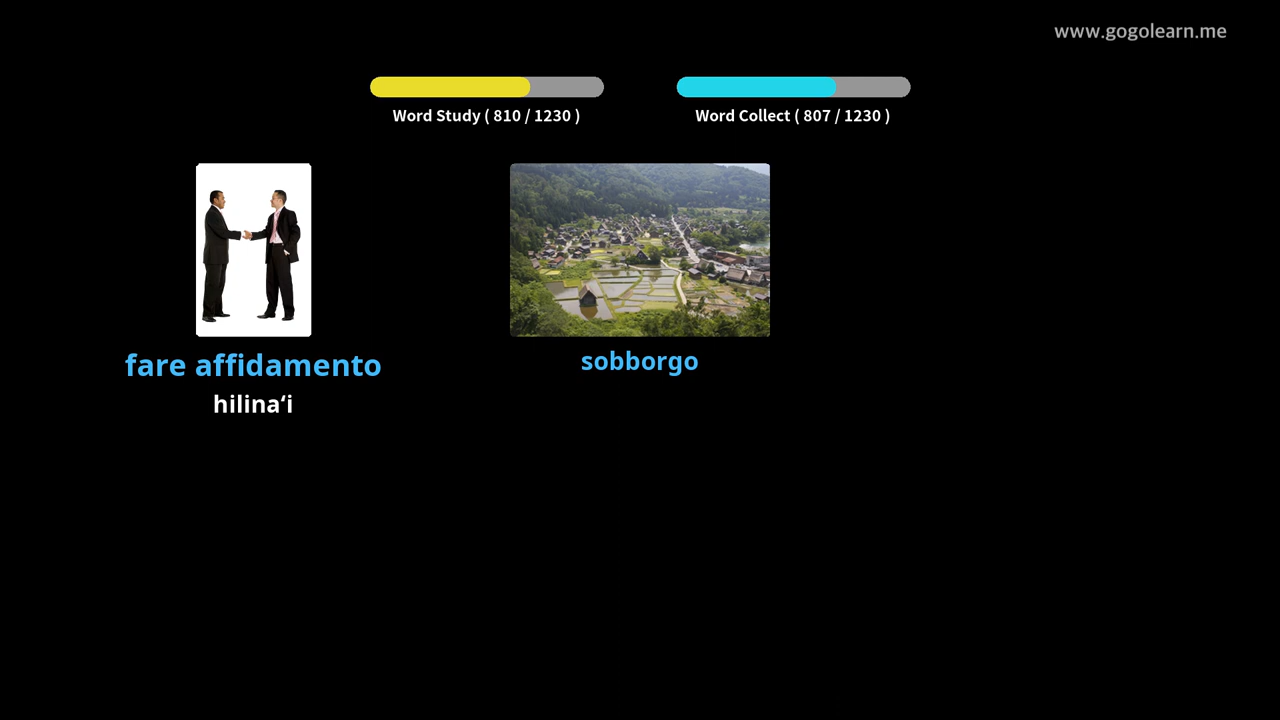 www.gogolearn.me
Word Study ( 810 / 1230 )
Word Collect ( 807 / 1230 )
fare affidamento
hilinaʻi
sobborgo